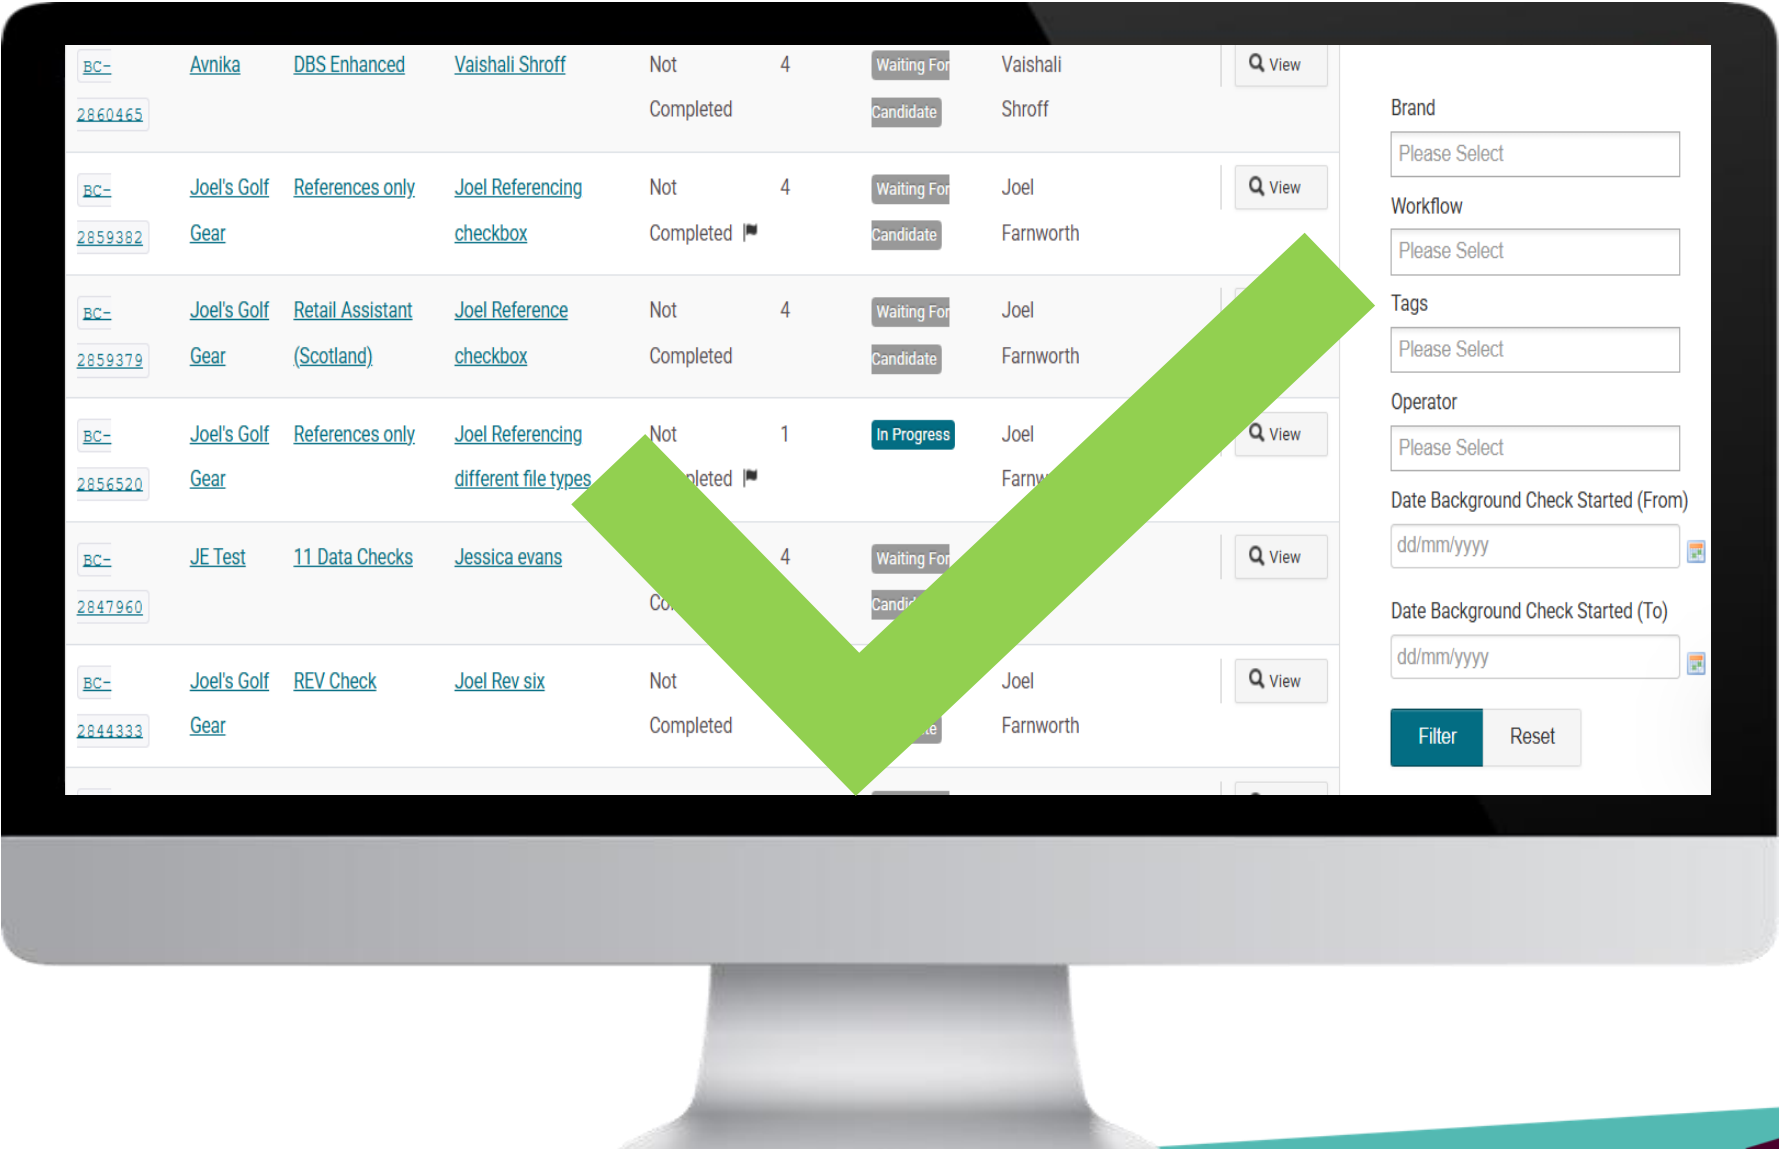 BC- Avnika DBS Enhanced Vaishali Shroff Not 4 Waiting For Vaishali View
2860465 Completed Candidate Shroff
BC- Joel's Golf References only Joel Referencing Not 4 Waiting For Joel View
2859382 Gear checkbox Completed Candidate Farnworth
BC- Joel's Golf Retail Assistant Joel Reference Not 4 Waiting For Joel
2859379 Gear (Scotland) checkbox Completed Candidate Farnworth
BC- Joel's Golf References only Joel Referencing Not 1 In Progress Joel View
2856520 Gear different file types
BC- JE Test 11 Data Checks Jessica evans 4 Waiting For View
2847960
BC- Joel's Golf REV Check Joel Rev six Not Joel View
2844333 Gear Completed Farnworth
Brand
Please Select
Workflow
Please Select
Tags
Please Select
Operator
Please Select
Date Background Check Started (From)
dd/mm/yyyy
Date Background Check Started (To)
dd/mm/yyyy
Filter Reset